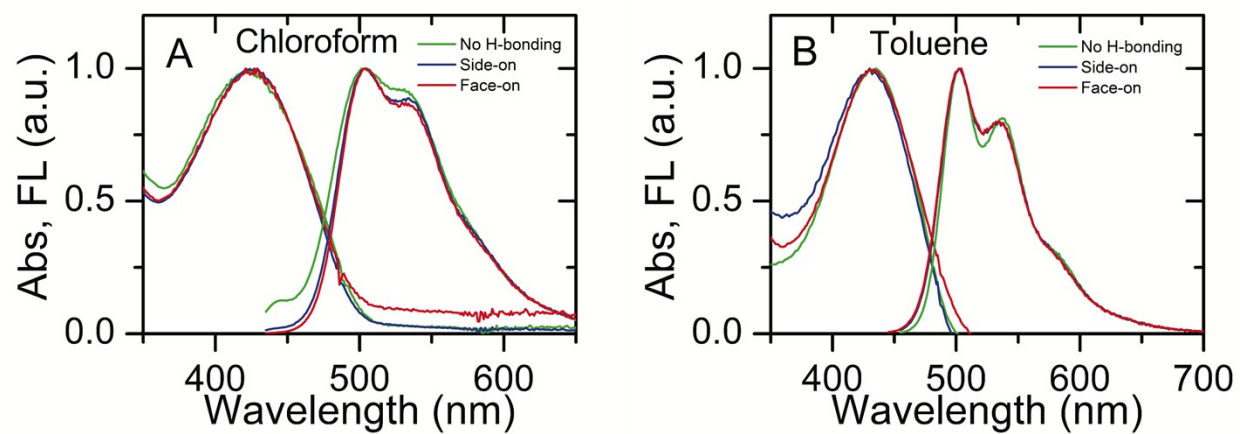 A Chloroform
No H-bonding
Side-on
Face-on
Abs, FL (a.u.)
1.0
0.5
0.0
400 500 600
Wavelength (nm)
B Toluene
No H-bonding
Side-on
Face-on
Abs, FL (a.u.)
1.0
0.5
0.0
400 500 600 700
Wavelength (nm)